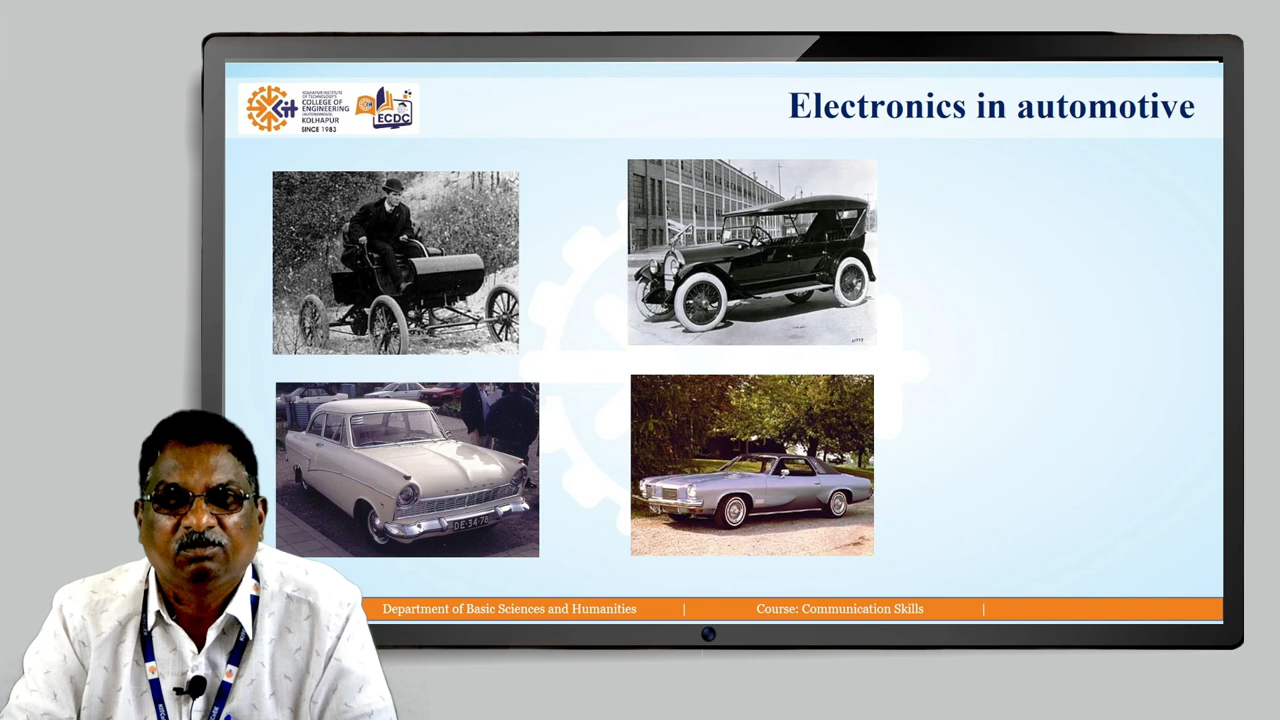 KOLHAPUR INSTITUTE
OF TECHNOLOGY'S
COLLEGE OF
ENGINEERING
(AUTONOMOUS)
KOLHAPUR
SINCE 1983
ECDC
Electronics in automotive
DE-34-78
Department of Basic Sciences and Humanities | Course: Communication Skills |